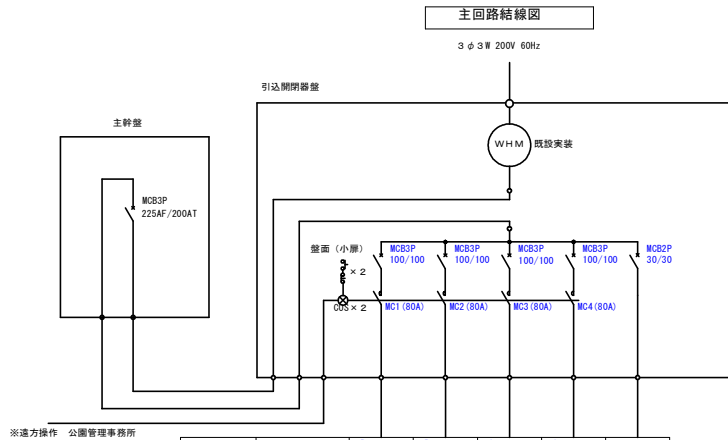 主回路結線図
3φ3W 200V 60Hz
引込開閉器盤
主幹盤
WHM
既設実装
MCB3P
225AF/200AT
盤面（小扉）
×2
COS×2
MCB3P
100/100
MCB3P
100/100
MCB3P
100/100
MCB3P
100/100
MCB2P
30/30
MC1(80A)
MC2(80A)
MC3(80A)
MC4(80A)
※遠方操作　公園管理事務所